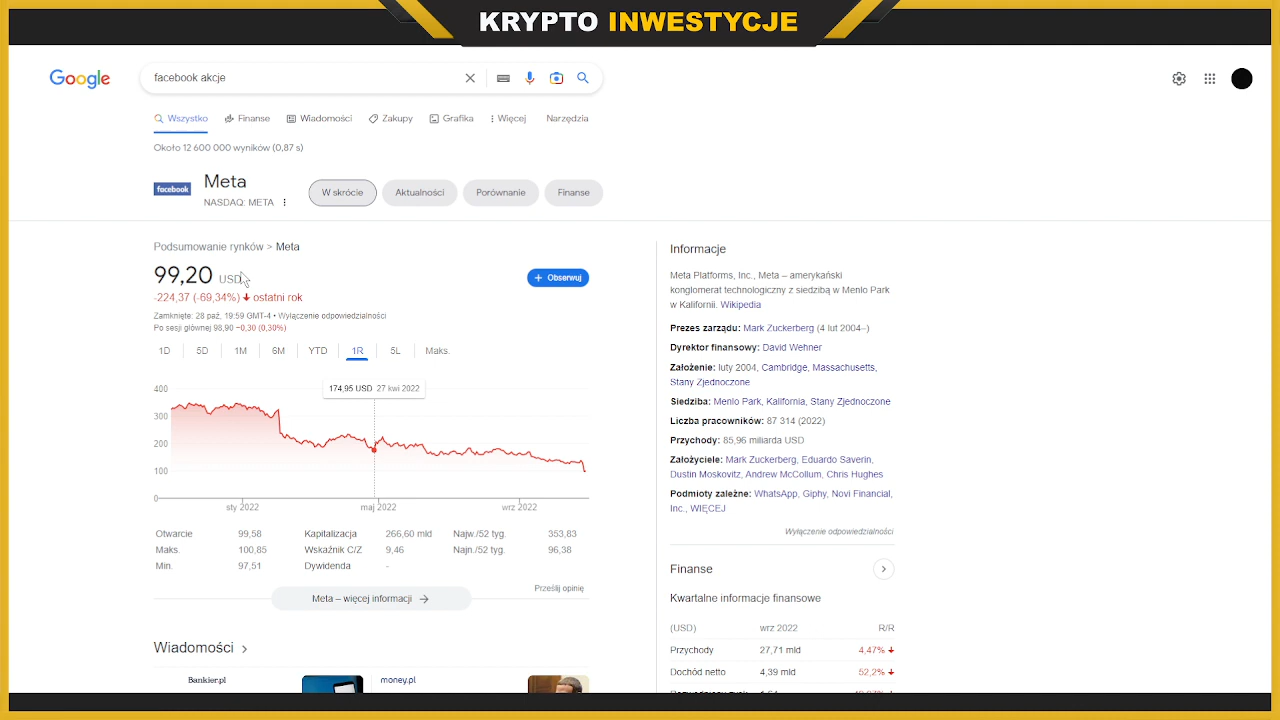 KRYPTO INWESTYCJE
Google
facebook akcje
Wszystko Finanse Wiadomości Zakupy Grafika Więcej Narzędzia
Około 12 600 000 wyników (0,87 s)
facebook
Meta
NASDAQ: META
W skrócie Aktualności Porównanie Finanse
Podsumowanie rynków > Meta
99,20 USD
+ Obserwuj
-224,37 (-69,34%) ostatni rok
Zamknięte: 28 paź, 19:59 GMT-4 • Wyłączenie odpowiedzialności
Po sesji głównej 98,90 −0,30 (0,30%)
1D 5D 1M 6M YTD 1R 5L Maks.
174,95 USD 27 kwi 2022
400
300
200
100
0
sty 2022 maj 2022 wrz 2022
Otwarcie 99,58 Kapitalizacja 266,60 mld Najw./52 tyg. 353,83
Maks. 100,85 Wskaźnik C/Z 9,46 Najn./52 tyg. 96,38
Min. 97,51 Dywidenda -
Prześlij opinię
Meta – więcej informacji
Wiadomości
Bankier.pl money.pl
Informacje
Meta Platforms, Inc., Meta – amerykański
konglomerat technologiczny z siedzibą w Menlo Park
w Kalifornii. Wikipedia
Prezes zarządu: Mark Zuckerberg (4 lut 2004–)
Dyrektor finansowy: David Wehner
Założenie: luty 2004, Cambridge, Massachusetts,
Stany Zjednoczone
Siedziba: Menlo Park, Kalifornia, Stany Zjednoczone
Liczba pracowników: 87 314 (2022)
Przychody: 85,96 miliarda USD
Założyciele: Mark Zuckerberg, Eduardo Saverin,
Dustin Moskovitz, Andrew McCollum, Chris Hughes
Podmioty zależne: WhatsApp, Giphy, Novi Financial,
Inc., WIĘCEJ
Wyłączenie odpowiedzialności
Finanse
Kwartalne informacje finansowe
(USD) wrz 2022 R/R
Przychody 27,71 mld 4,47%
Dochód netto 4,39 mld 52,2%